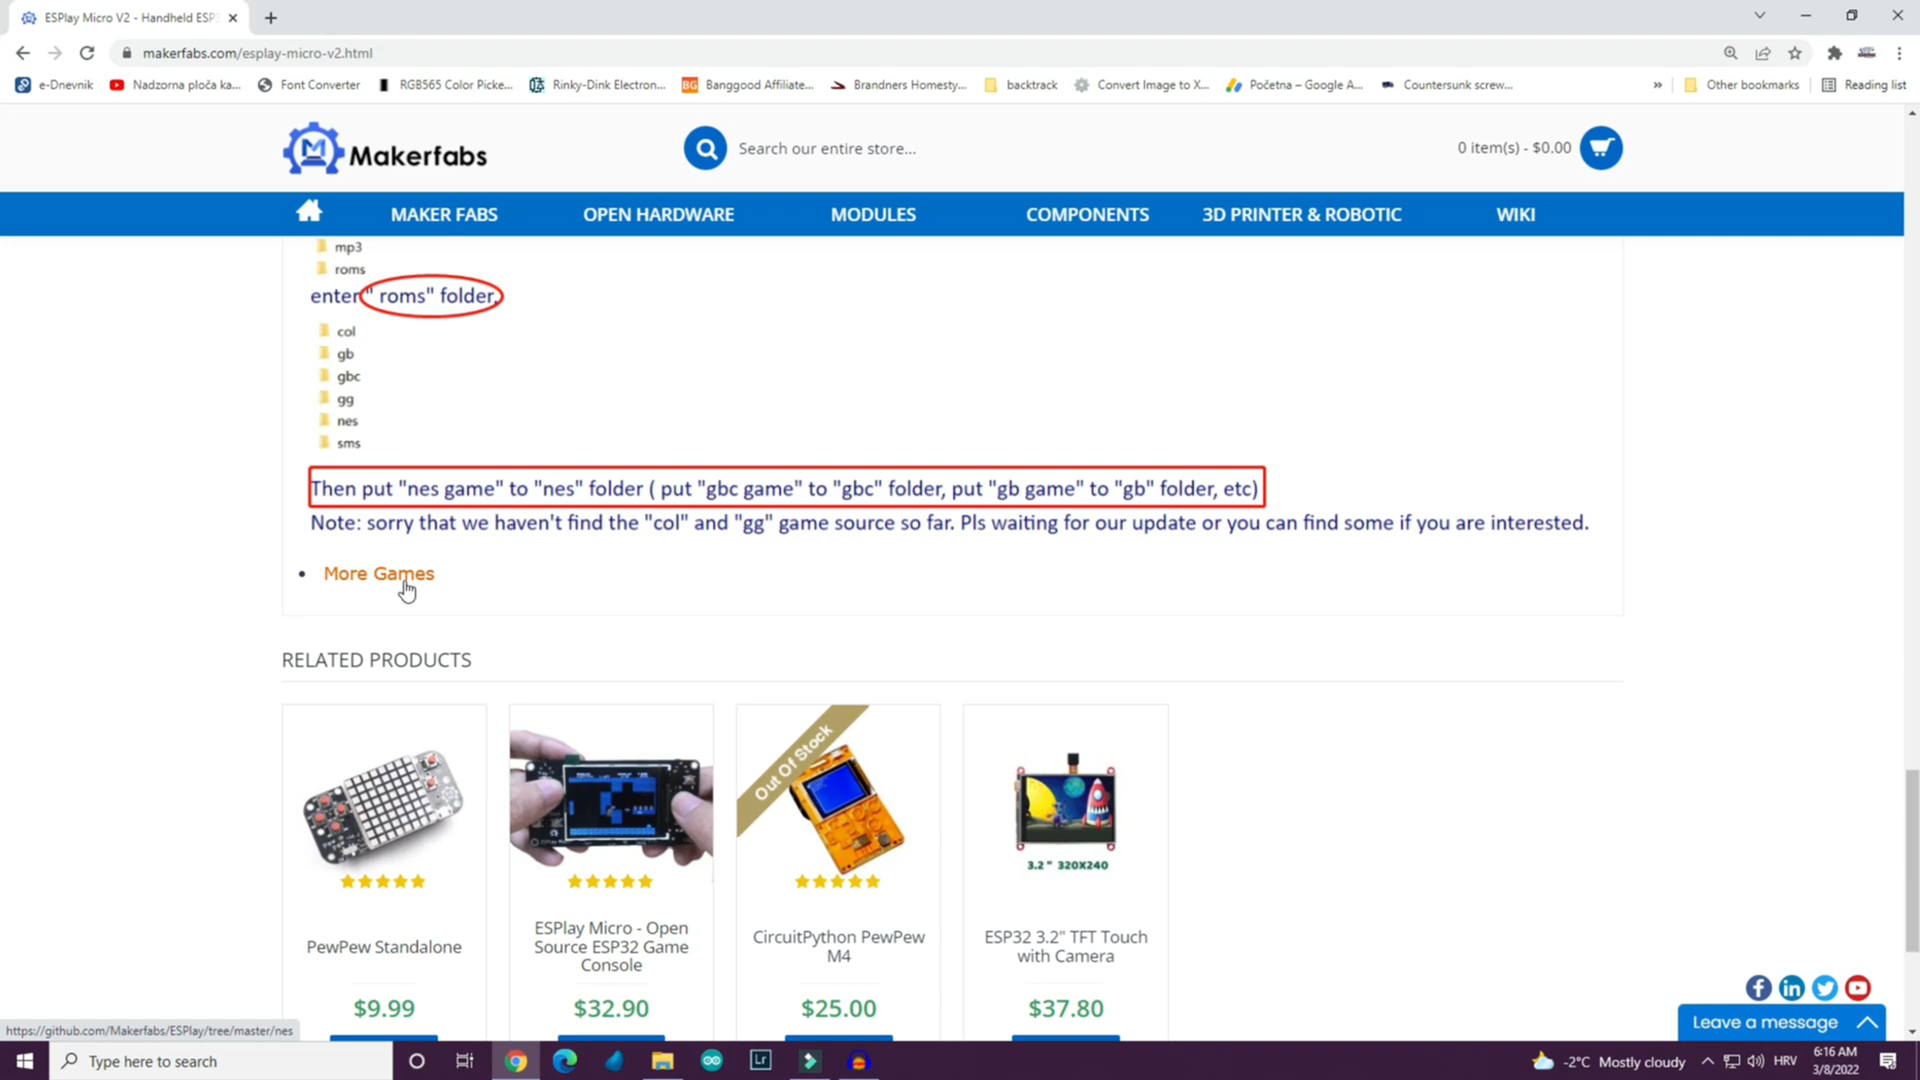 ESPlay Micro V2 - Handheld ESP3
makerfabs.com/esplay-micro-v2.html
e-Dnevnik
Nadzorna ploča ka...
Font Converter
RGB565 Color Picke...
Rinky-Dink Electron...
BG
Banggood Affiliate...
Brandners Homesty...
backtrack
Convert Image to X...
Početna – Google A...
Countersunk screw...
»
Other bookmarks
Reading list
Makerfabs
Search our entire store...
0 item(s) - $0.00
MAKER FABS
OPEN HARDWARE
MODULES
COMPONENTS
3D PRINTER & ROBOTIC
WIKI
mp3
roms
enter " roms" folder,
col
gb
gbc
gg
nes
sms
Then put "nes game" to "nes" folder ( put "gbc game" to "gbc" folder, put "gb game" to "gb" folder, etc)
Note: sorry that we haven't find the "col" and "gg" game source so far. Pls waiting for our update or you can find some if you are interested.
• More Games
RELATED PRODUCTS
Out Of Stock
3.2" 320X240
PewPew Standalone
ESPlay Micro - Open
Source ESP32 Game
Console
CircuitPython PewPew
M4
ESP32 3.2" TFT Touch
with Camera
$9.99
$32.90
$25.00
$37.80
Leave a message
https://github.com/Makerfabs/ESPlay/tree/master/nes
Type here to search
Lr
-2°C Mostly cloudy
HRV
6:16 AM
3/8/2022